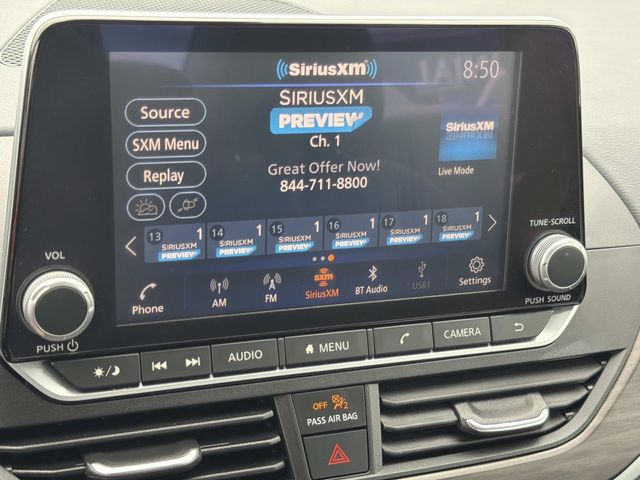 SiriusXM
8:50
Source
SXM Menu
Replay
SIRIUSXM
PREVIEW
Ch. 1
Great Offer Now!
844-711-8800
SiriusXM
Live Mode
13 1 SIRIUSXM PREVIEW
14 1 SIRIUSXM PREVIEW
15 1 SIRIUSXM PREVIEW
16 1 SIRIUSXM PREVIEW
17 1 SIRIUSXM PREVIEW
18 1 SIRIUSXM PREVIEW
Phone
AM
FM
sxm
SiriusXM
BT Audio
USB1
Settings
VOL
PUSH
TUNE·SCROLL
PUSH SOUND
AUDIO
MENU
CAMERA
OFF 2
PASS AIR BAG